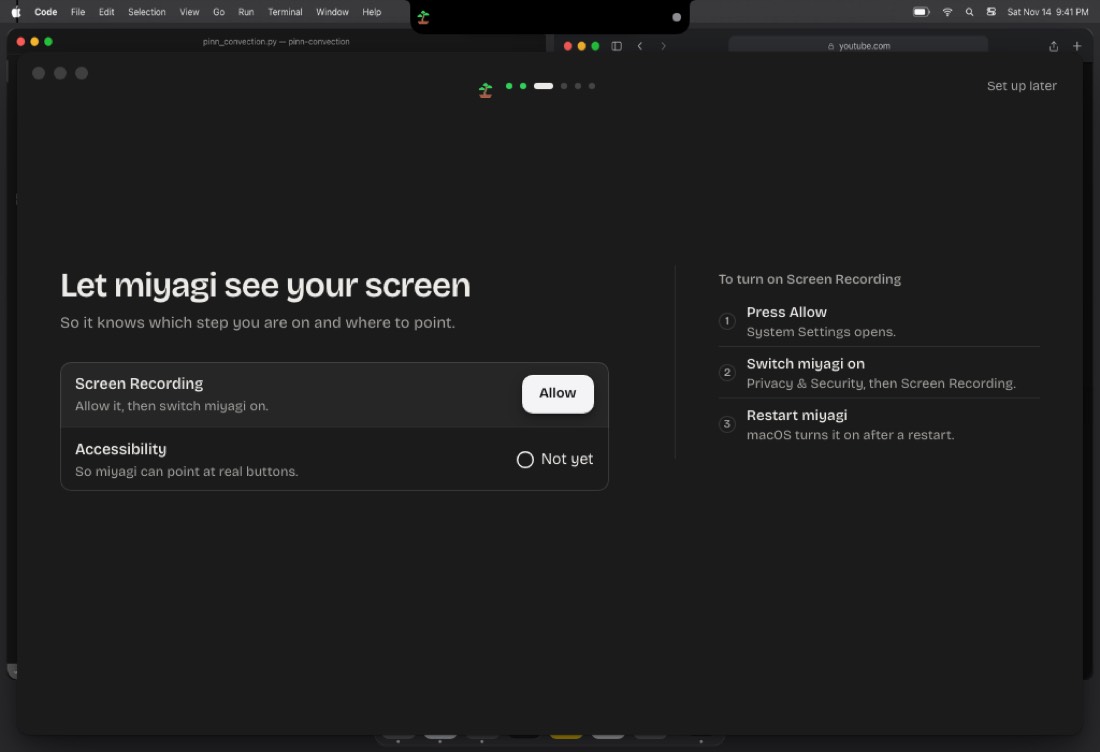 Code File Edit Selection View Go Run Terminal Window Help
Sat Nov 14 9:41 PM
pinn_convection.py — pinn-convection
youtube.com
Set up later
Let miyagi see your screen
So it knows which step you are on and where to point.
Screen Recording
Allow it, then switch miyagi on.
Allow
Accessibility
So miyagi can point at real buttons.
Not yet
To turn on Screen Recording
1 Press Allow
System Settings opens.
2 Switch miyagi on
Privacy & Security, then Screen Recording.
3 Restart miyagi
macOS turns it on after a restart.